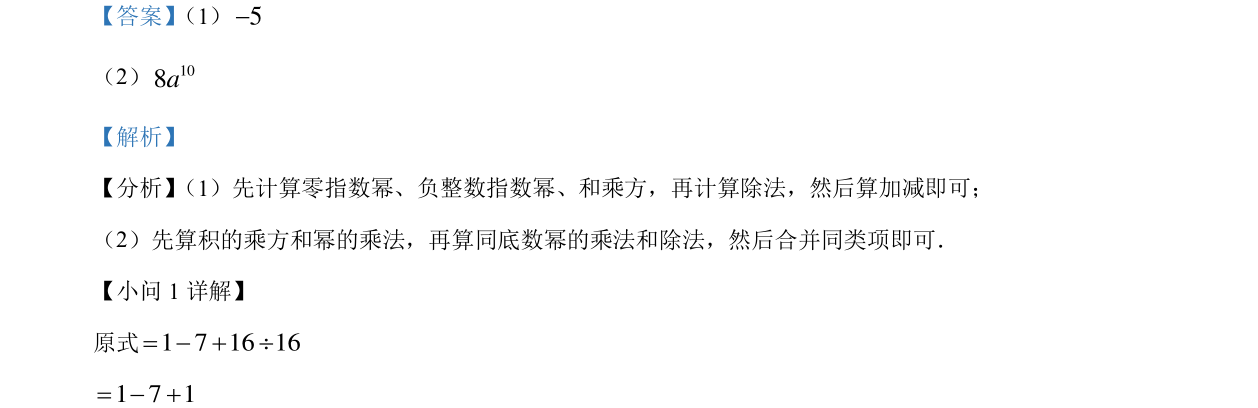 【答案】（1）−5
（2）8a¹⁰
【解析】
【分析】（1）先计算零指数幂、负整数指数幂、和乘方，再计算除法，然后算加减即可；
（2）先算积的乘方和幂的乘法，再算同底数幂的乘法和除法，然后合并同类项即可．
【小问 1 详解】
原式=1−7+16÷16
=1−7+1